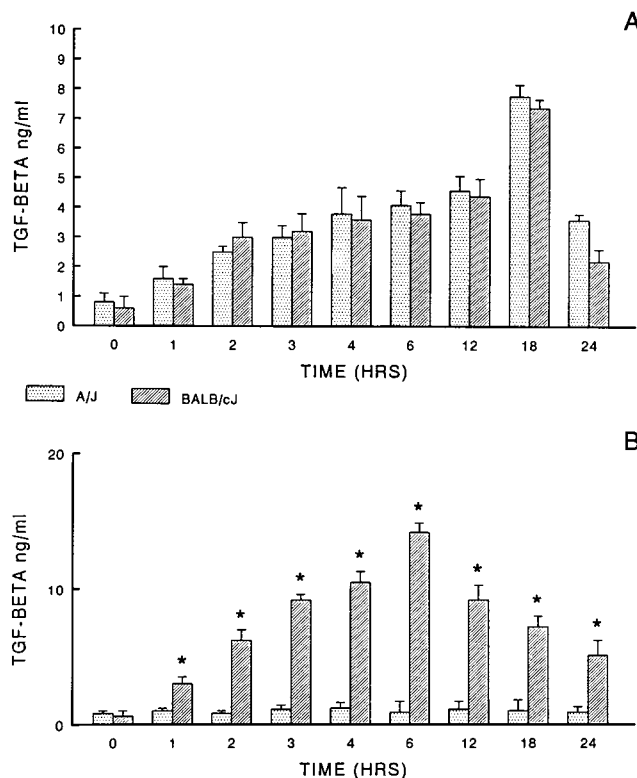 A
TGF-BETA ng/ml
10
9
8
7
6
5
4
3
2
1
0
0 1 2 3 4 6 12 18 24
TIME (HRS)
A/J BALB/cJ
B
TGF-BETA ng/ml
20
10
0
* * * * * * * *
0 1 2 3 4 6 12 18 24
TIME (HRS)